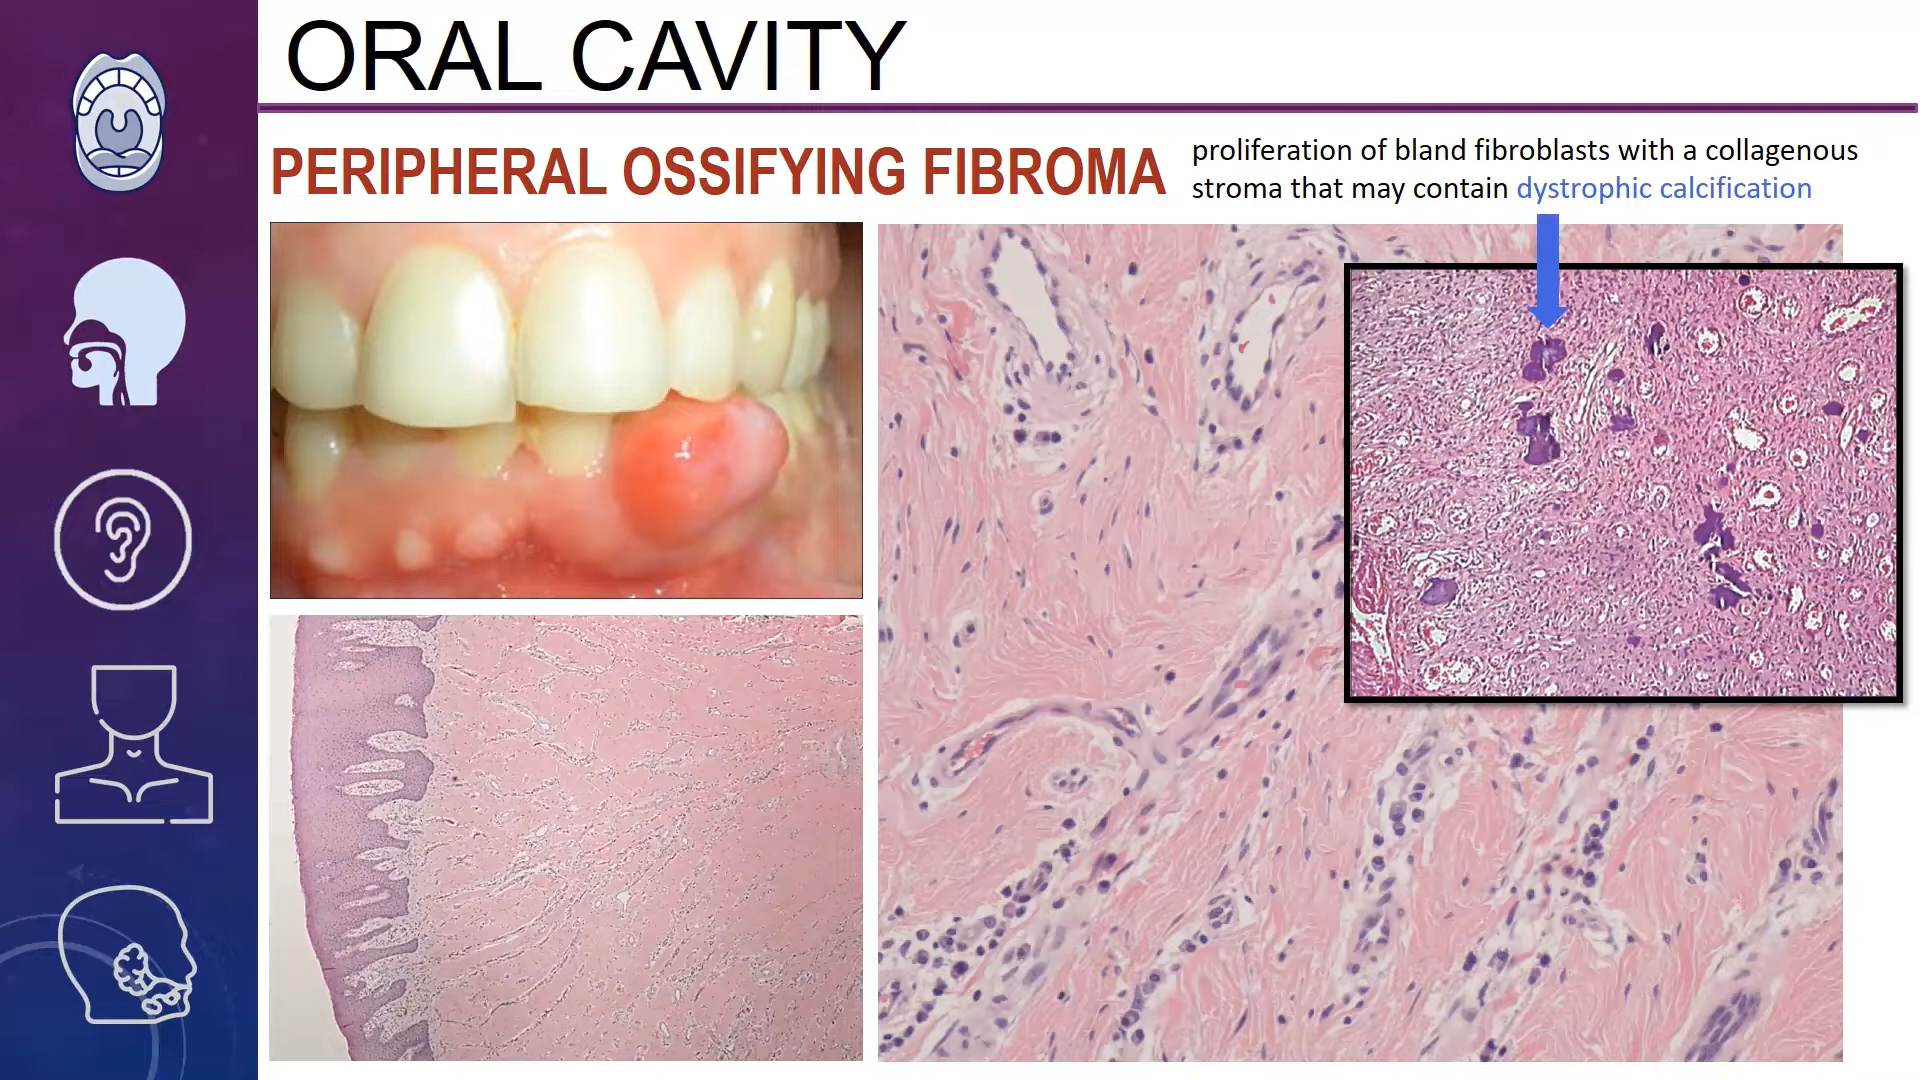 ORAL CAVITY
PERIPHERAL OSSIFYING FIBROMA
proliferation of bland fibroblasts with a collagenous
stroma that may contain dystrophic calcification